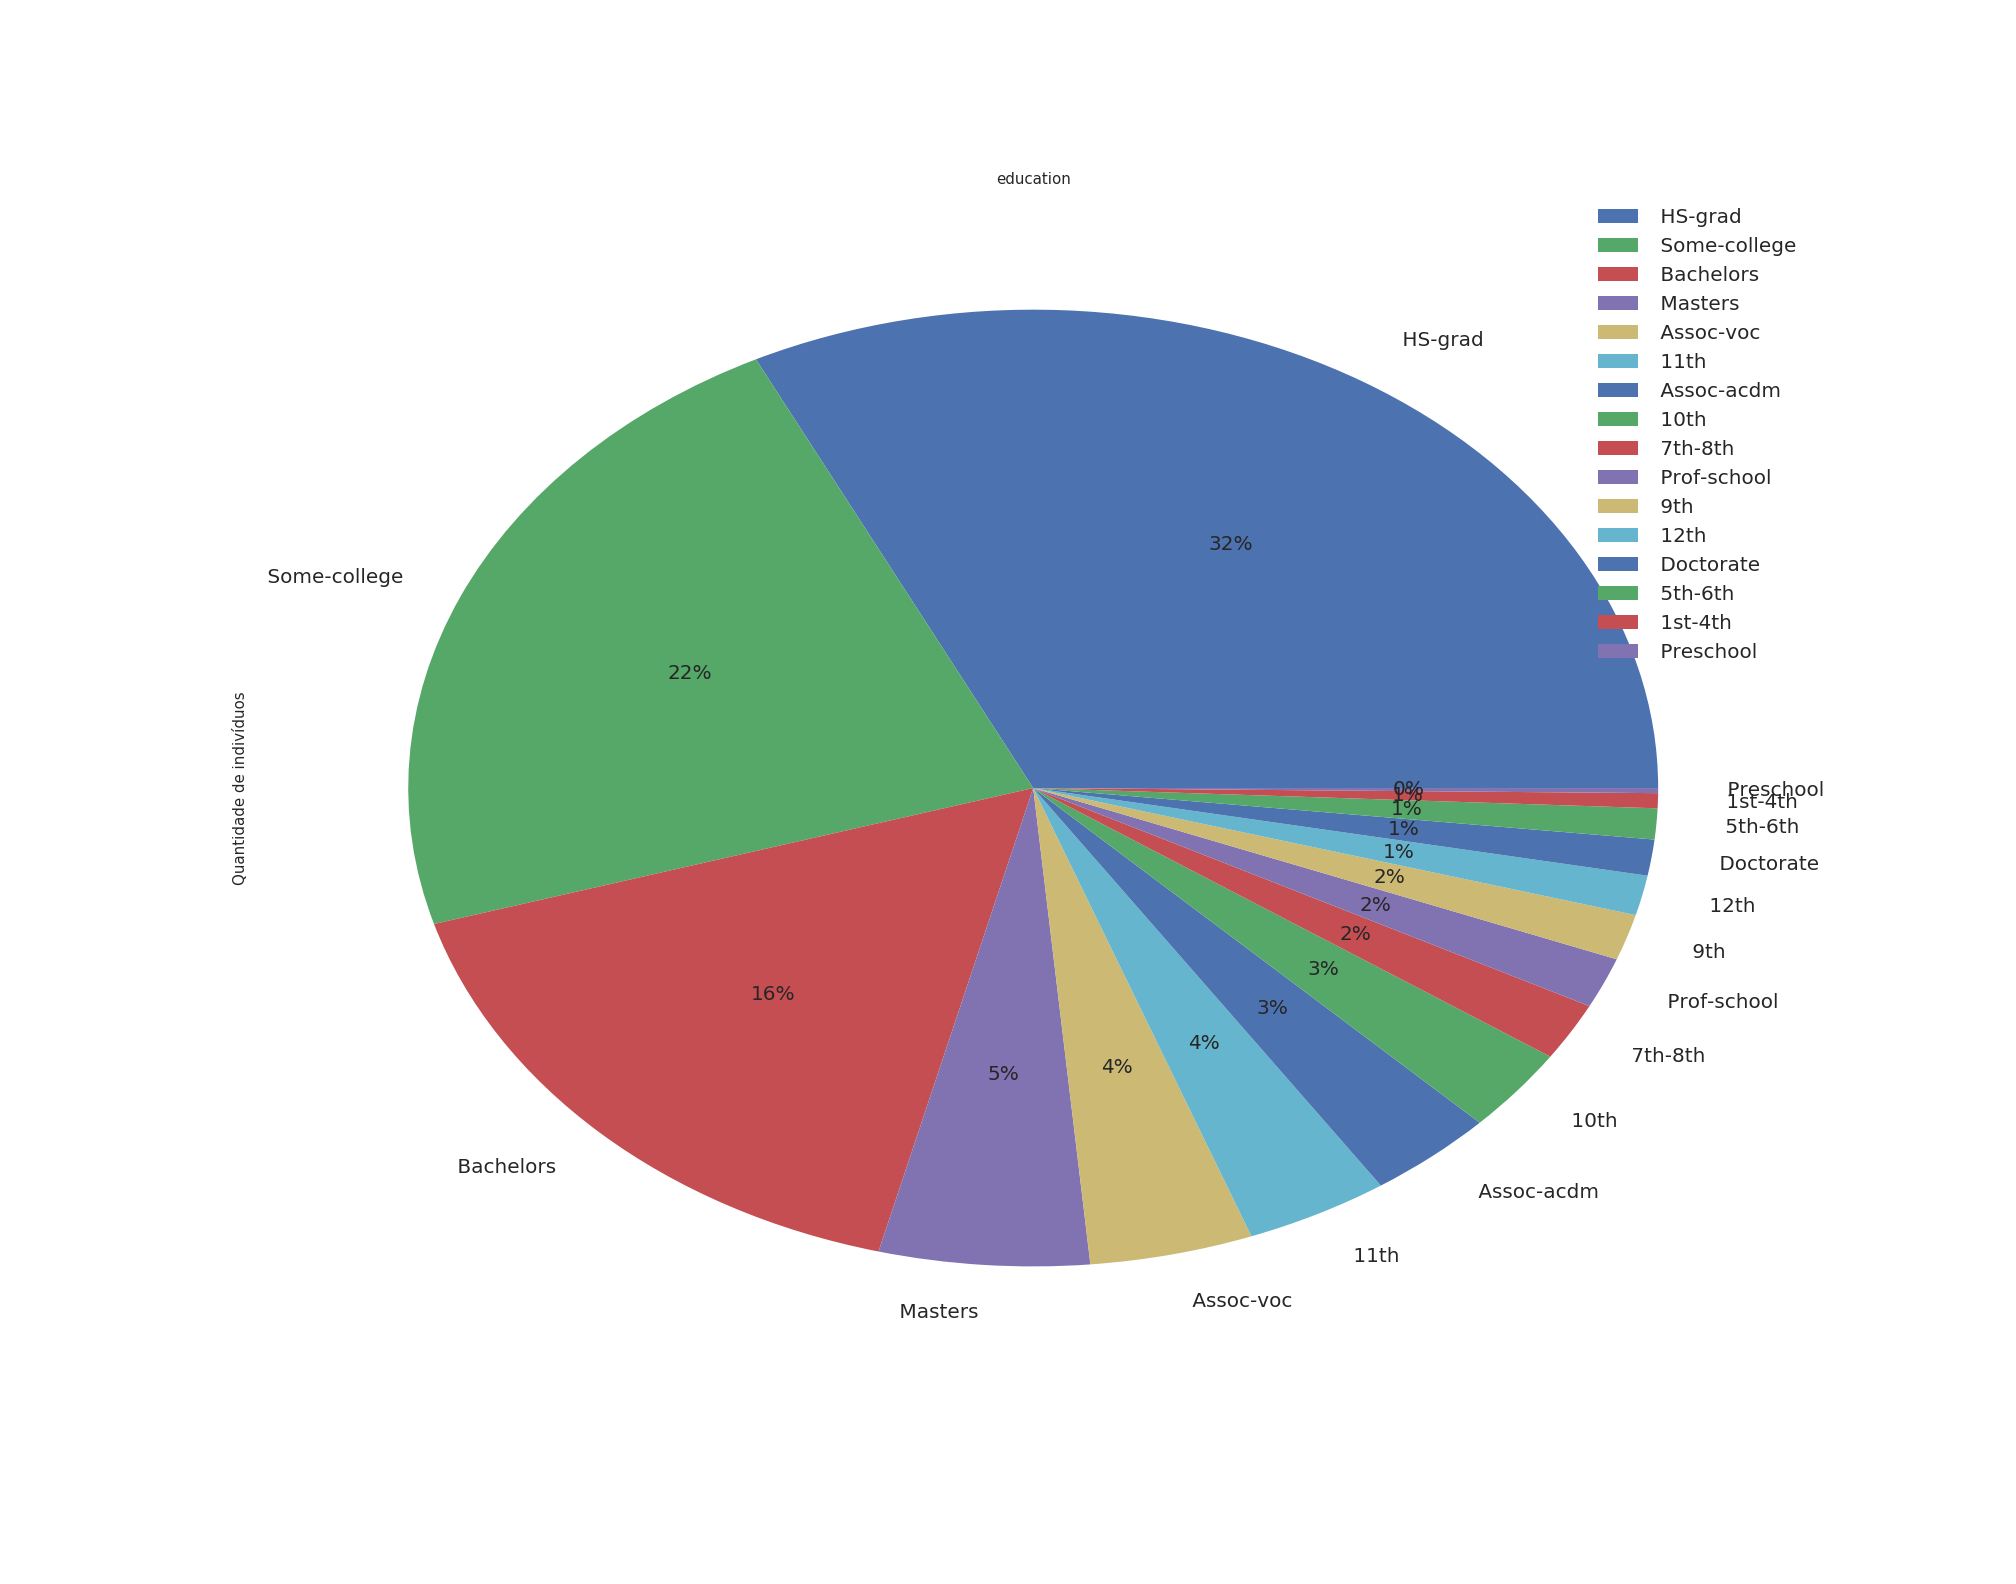 education
HS-grad
Some-college
Bachelors
Masters
Assoc-voc
11th
Assoc-acdm
10th
7th-8th
Prof-school
9th
12th
Doctorate
5th-6th
1st-4th
Preschool
HS-grad
32%
Some-college
22%
Quantidade de indivíduos
Bachelors
16%
Masters
5%
Assoc-voc
4%
11th
4%
Assoc-acdm
3%
10th
3%
7th-8th
2%
Prof-school
2%
9th
2%
12th
1%
Doctorate
1%
5th-6th
1%
1st-4th
1%
Preschool
0%